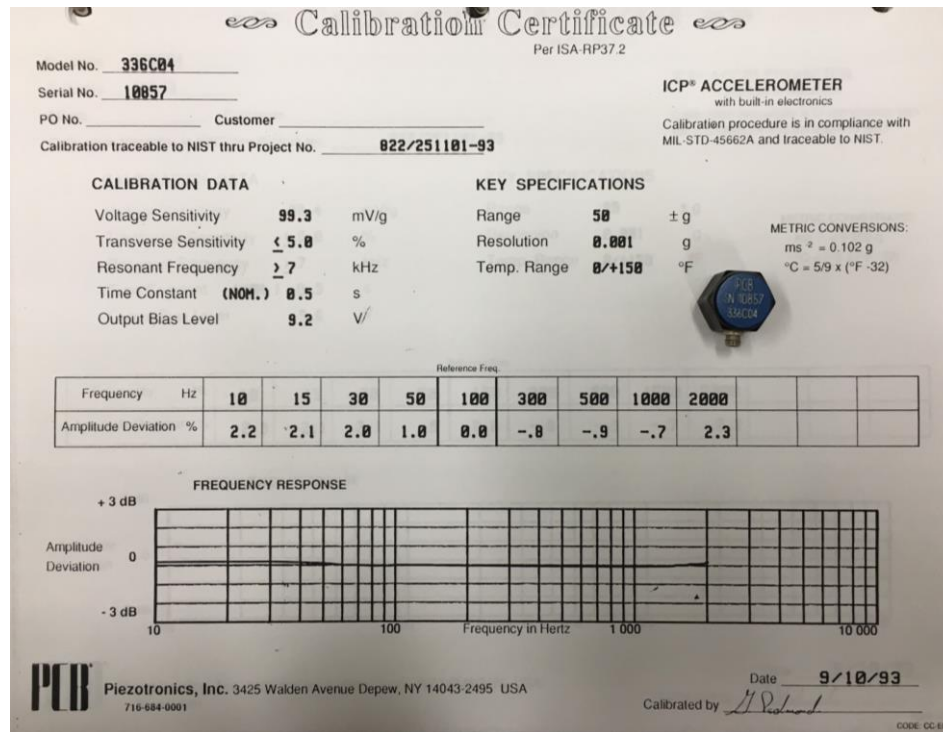 Calibration Certificate
Per ISA-RP37.2
Model No. 336C04
Serial No. 10857
PO No. Customer
Calibration traceable to NIST thru Project No. 822/251101-93
ICP® ACCELEROMETER
with built-in electronics
Calibration procedure is in compliance with
MIL-STD-45662A and traceable to NIST.
CALIBRATION DATA
Voltage Sensitivity 99.3 mV/g
Transverse Sensitivity ≤ 5.0 %
Resonant Frequency ≥ 7 kHz
Time Constant (NOM.) 0.5 s
Output Bias Level 9.2 V
KEY SPECIFICATIONS
Range 50 ± g
Resolution 0.001 g
Temp. Range 0/+150 °F
METRIC CONVERSIONS:
ms⁻² = 0.102 g
°C = 5/9 x (°F -32)
PCB
N 10857
336C04
Reference Freq.
Frequency Hz 10 15 30 50 100 300 500 1000 2000
Amplitude Deviation % 2.2 2.1 2.0 1.0 0.0 -.8 -.9 -.7 2.3
FREQUENCY RESPONSE
+ 3 dB
Amplitude
Deviation
0
- 3 dB
10 100 Frequency in Hertz 1 000 10 000
PCB® Piezotronics, Inc. 3425 Walden Avenue Depew, NY 14043-2495 USA
716-684-0001
Date 9/10/93
Calibrated by